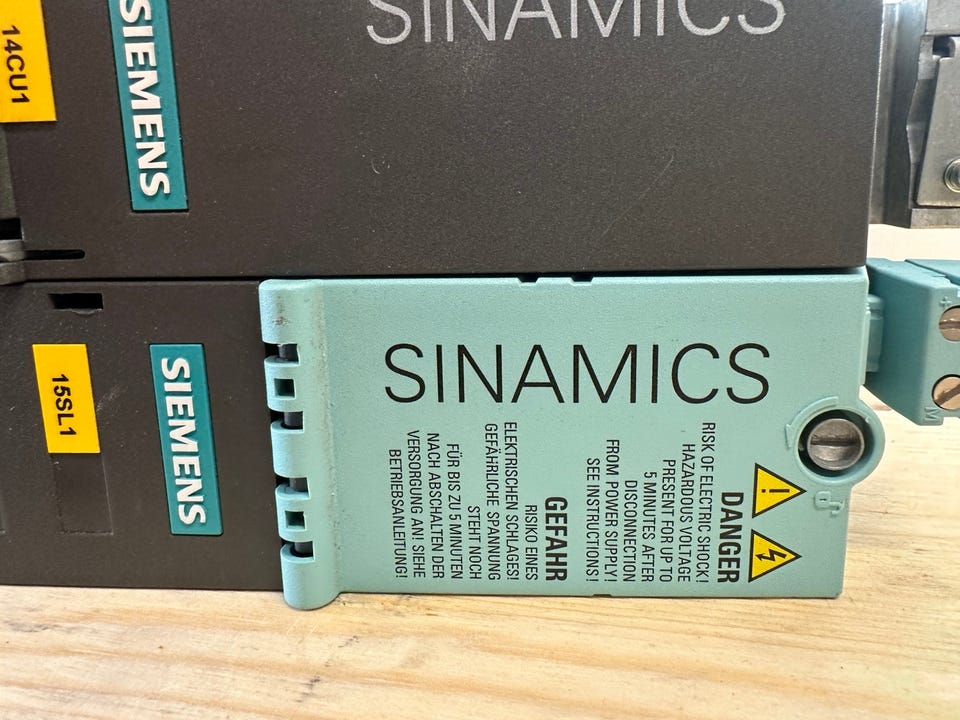 14CU1
SIEMENS
SINAMICS
15SL1
SIEMENS
SINAMICS
DANGER
RISK OF ELECTRIC SHOCK!
HAZARDOUS VOLTAGE
PRESENT FOR UP TO
5 MINUTES AFTER
DISCONNECTION
FROM POWER SUPPLY!
SEE INSTRUCTIONS!
GEFAHR
RISIKO EINES
ELEKTRISCHEN SCHLAGES!
GEFÄHRLICHE SPANNUNG
STEHT NOCH
FÜR BIS ZU 5 MINUTEN
NACH ABSCHALTEN DER
VERSORGUNG AN! SIEHE
BETRIEBSANLEITUNG!
+
M